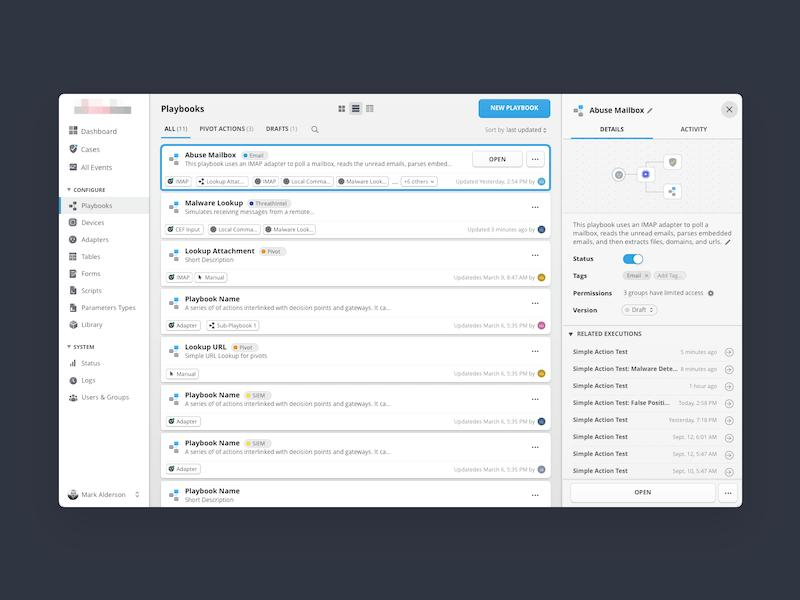 Dashboard
Cases
All Events
CONFIGURE
Playbooks
Devices
Adapters
Tables
Forms
Scripts
Parameters Types
Library
SYSTEM
Status
Logs
Users & Groups
Mark Alderson
Playbooks
NEW PLAYBOOK
ALL (11) PIVOT ACTIONS (3) DRAFTS (1)
Sort by last updated
Abuse Mailbox Email
This playbook uses an IMAP adapter to poll a mailbox, reads the unread emails, parses embed...
OPEN
IMAP Lookup Attac... IMAP Local Comma... Malware Look... ... +6 others
Updated Yesterday, 2:54 PM by
Malware Lookup ThreatIntel
Simulates receiving messages from a remote...
CEF Input Local Comma... Malware Look...
Updated 3 minutes ago by
Lookup Attachment Pivot
Short Description
IMAP Manual
Updatedes March 9, 8:47AM by
Playbook Name
A series of of actions interlinked with decision points and gateways. It ca...
Adapter Sub-Playbook 1
Updatedes March 6, 5:35 PM by
Lookup URL Pivot
Simple URL Lookup for pivots
Manual
Updatedes March 6, 5:35 PM by
Playbook Name SIEM
A series of of actions interlinked with decision points and gateways. It ca...
Adapter
Updatedes March 6, 5:35 PM by
Playbook Name SIEM
A series of of actions interlinked with decision points and gateways. It ca...
Adapter
Updatedes March 6, 5:35 PM by
Playbook Name
Short Description
Abuse Mailbox
DETAILS ACTIVITY
This playbook uses an IMAP adapter to poll a
mailbox, reads the unread emails, parses embedded
emails, and then extracts files, domains, and urls.
Status
Tags Email × Add Tag...
Permissions 3 groups have limited access
Version Draft
RELATED EXECUTIONS
Simple Action Test 5 minutes ago
Simple Action Test: Malware Dete... 8 minutes ago
Simple Action Test 1 hour ago
Simple Action Test: False Positi... Today, 2:58 PM
Simple Action Test Yesterday, 7:18 PM
Simple Action Test Sept. 12, 6:01 AM
Simple Action Test Sept. 12, 5:47 AM
Simple Action Test Sept. 10, 5:47 AM
OPEN